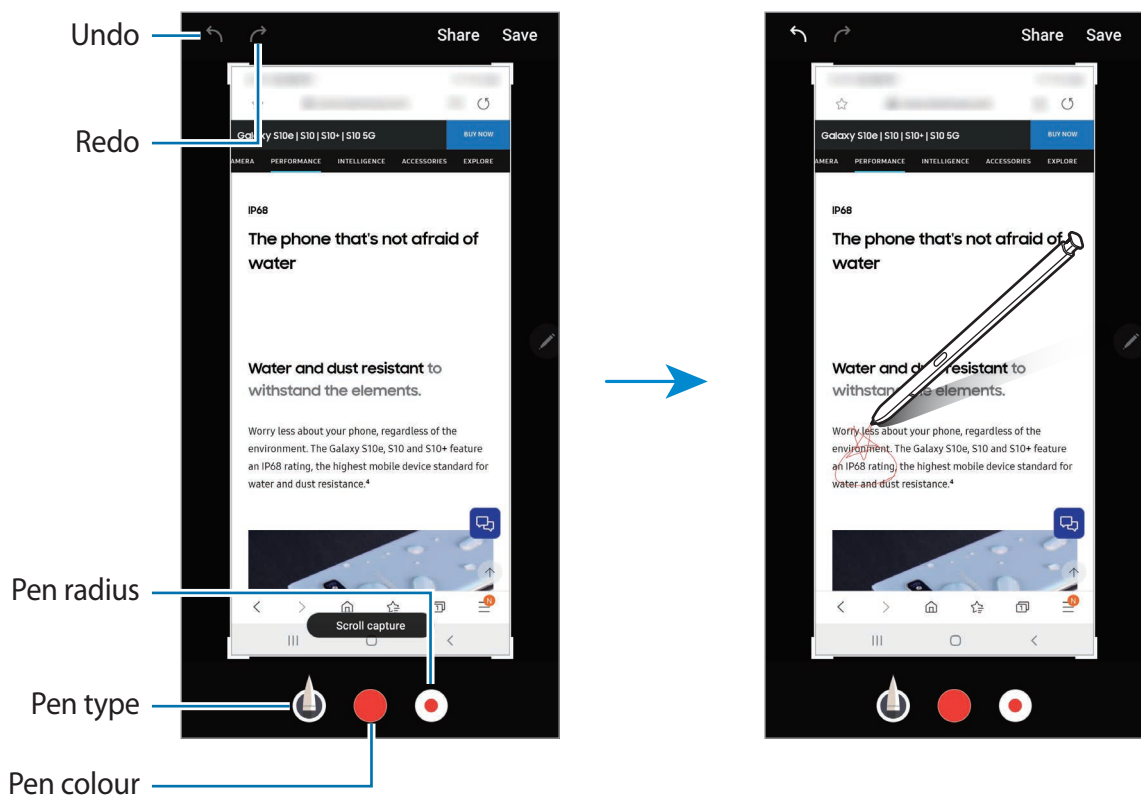 Undo
Redo
Pen radius
Pen type
Pen colour
Share Save
Galaxy S10e | S10 | S10+ | S10 5G BUY NOW
AMERA PERFORMANCE INTELLIGENCE ACCESSORIES EXPLORE
IP68
The phone that's not afraid of
water
Water and dust resistant to
withstand the elements.
Worry less about your phone, regardless of the
environment. The Galaxy S10e, S10 and S10+ feature
an IP68 rating, the highest mobile device standard for
water and dust resistance.⁴
1
N
Scroll capture
Share Save
Galaxy S10e | S10 | S10+ | S10 5G BUY NOW
AMERA PERFORMANCE INTELLIGENCE ACCESSORIES EXPLORE
IP68
The phone that's not afraid of
water
Water and dust resistant to
withstand the elements.
Worry less about your phone, regardless of the
environment. The Galaxy S10e, S10 and S10+ feature
an IP68 rating, the highest mobile device standard for
water and dust resistance.⁴
1
N